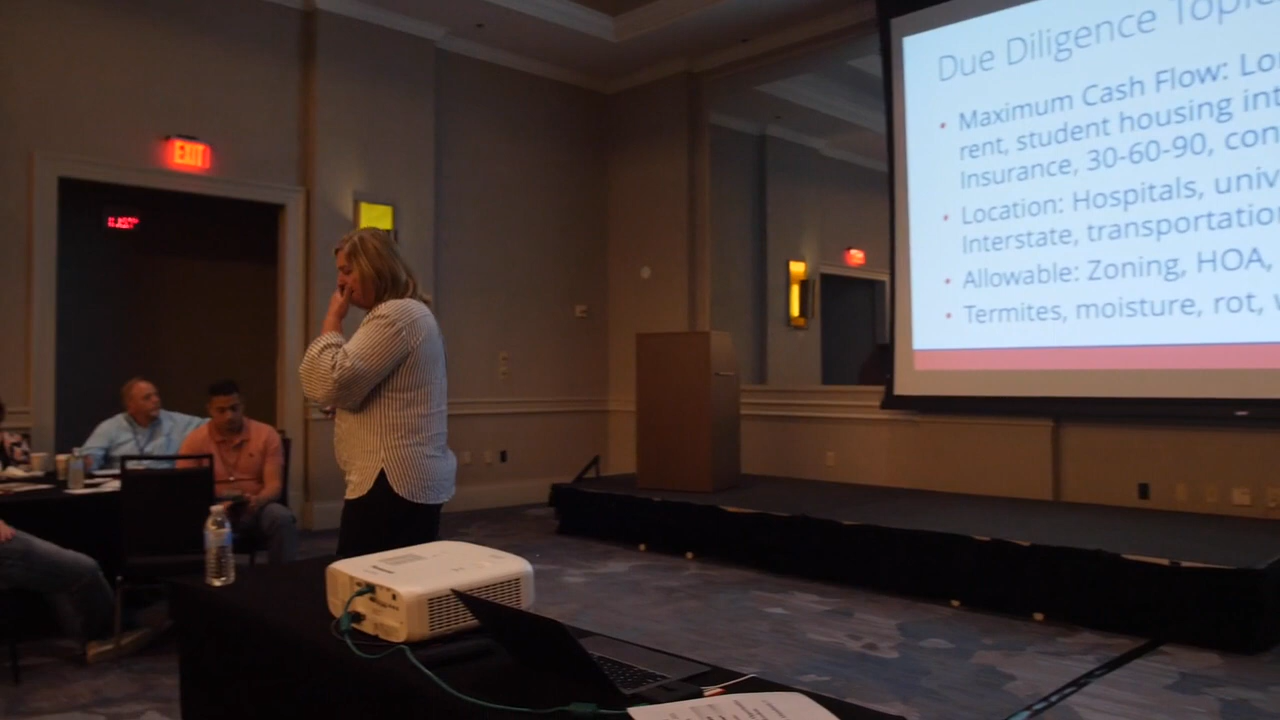 EXIT
Due Diligence Topic
Maximum Cash Flow: Lo
rent, student housing int
Insurance, 30-60-90, con
Location: Hospitals, univ
Interstate, transportatio
Allowable: Zoning, HOA,
Termites, moisture, rot,